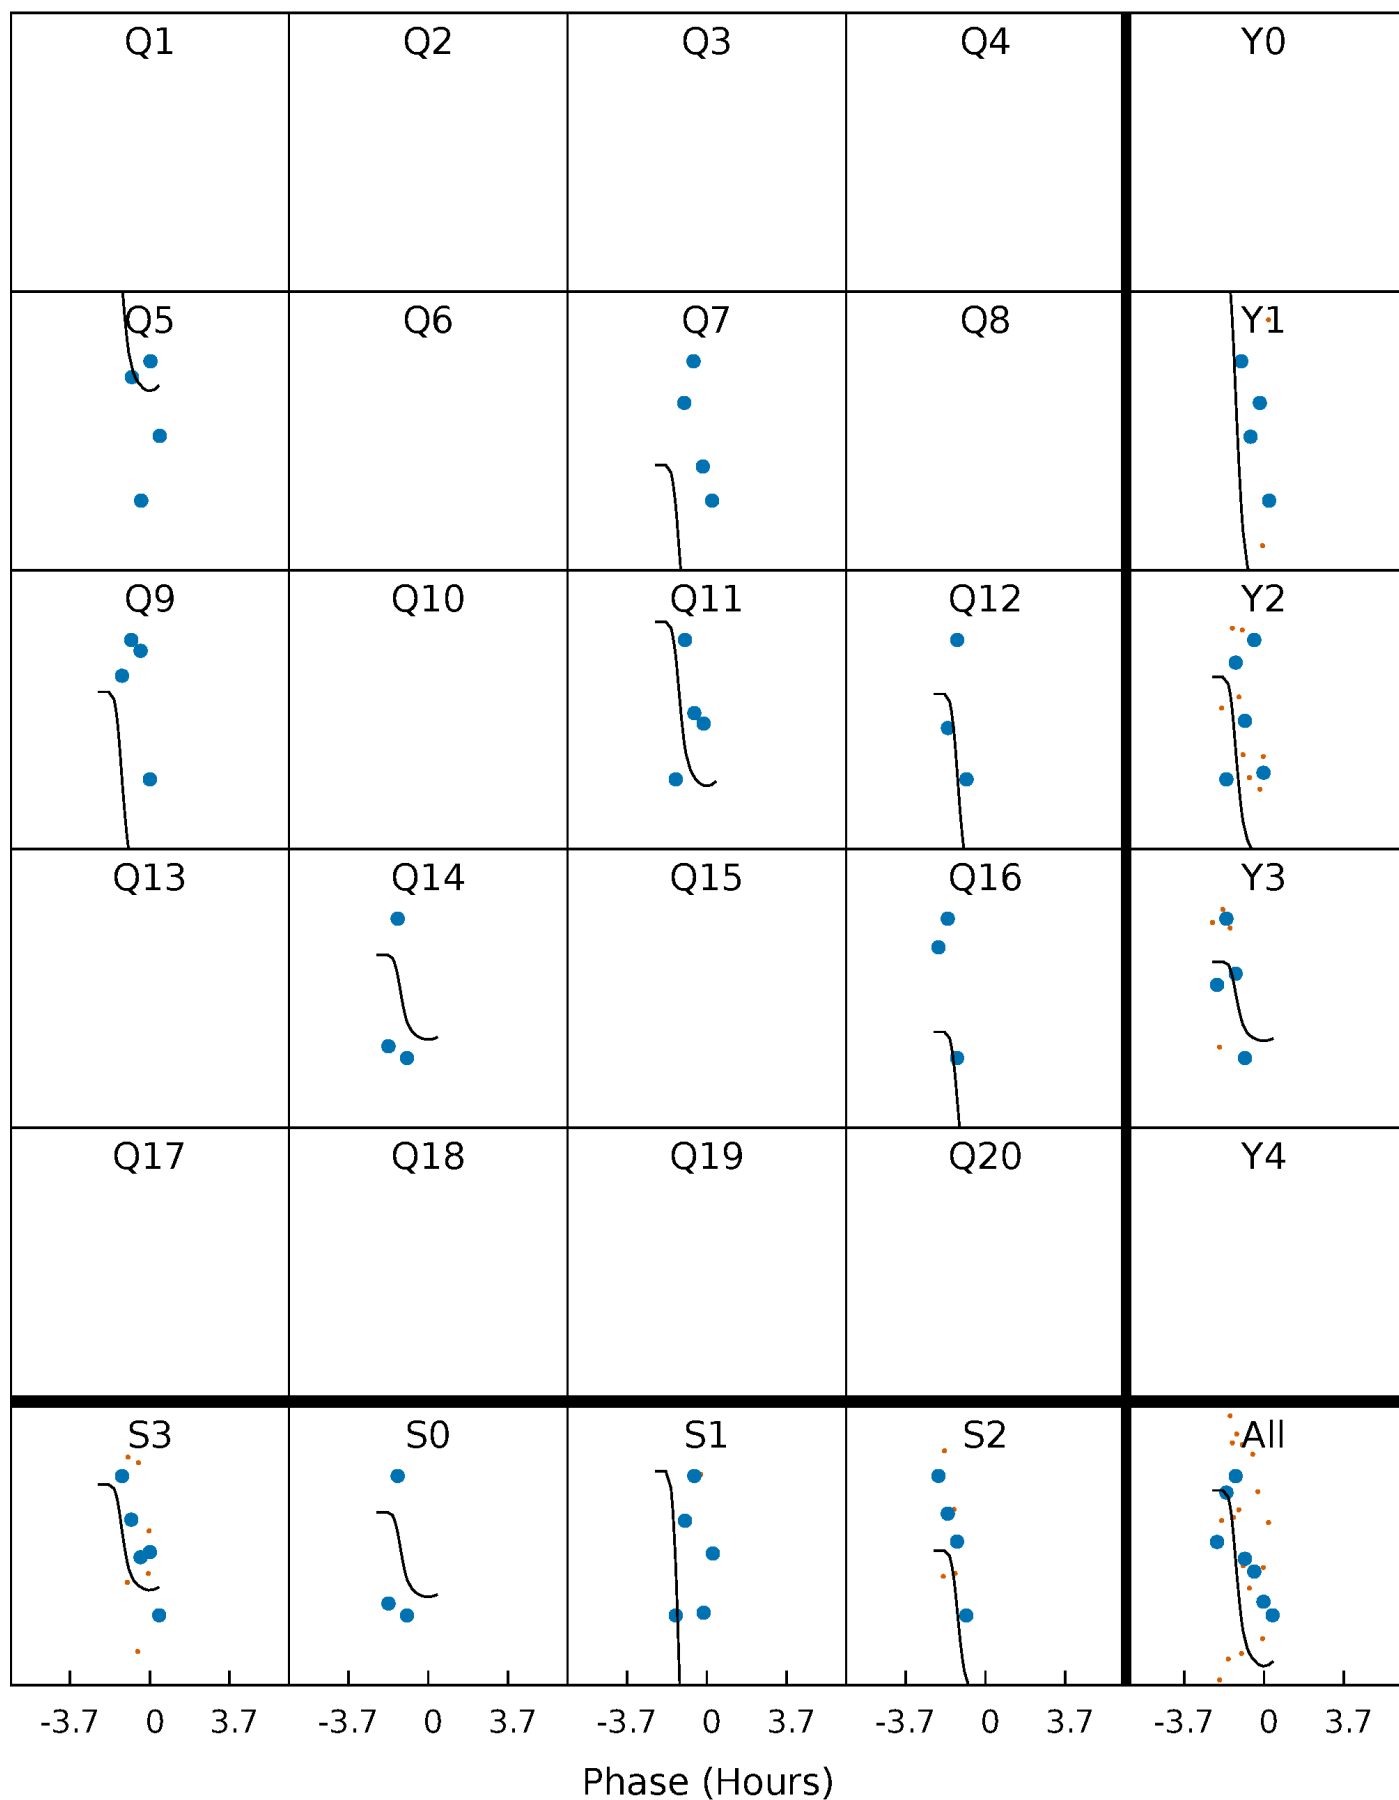 Q1 Q2 Q3 Q4 Y0
Q5 Q6 Q7 Q8 Y1
Q9 Q10 Q11 Q12 Y2
Q13 Q14 Q15 Q16 Y3
Q17 Q18 Q19 Q20 Y4
S3 S0 S1 S2 All
-3.7 0 3.7 -3.7 0 3.7 -3.7 0 3.7 -3.7 0 3.7 -3.7 0 3.7
Phase (Hours)